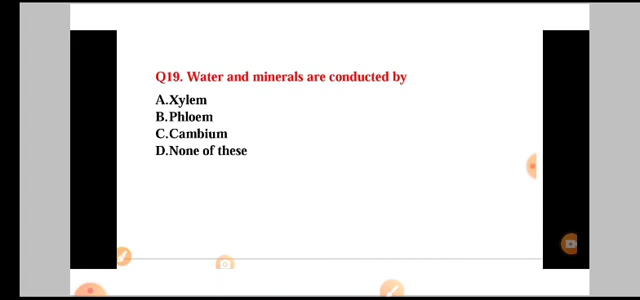 Q19. Water and minerals are conducted by
A.Xylem
B.Phloem
C.Cambium
D.None of these